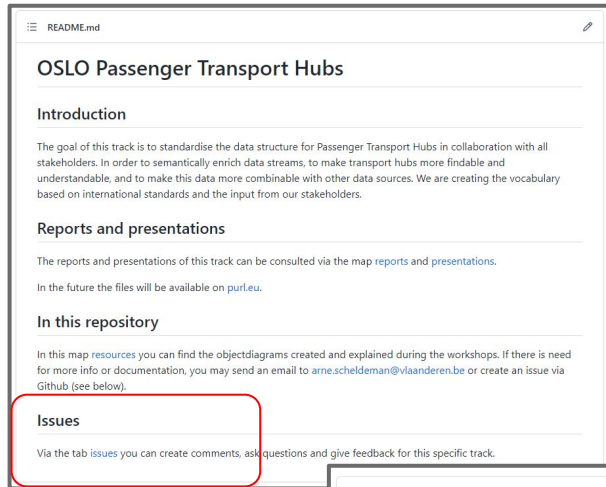 README.md
OSLO Passenger Transport Hubs
Introduction
The goal of this track is to standardise the data structure for Passenger Transport Hubs in collaboration with all
stakeholders. In order to semantically enrich data streams, to make transport hubs more findable and
understandable, and to make this data more combinable with other data sources. We are creating the vocabulary
based on international standards and the input from our stakeholders.
Reports and presentations
The reports and presentations of this track can be consulted via the map reports and presentations.
In the future the files will be available on purl.eu.
In this repository
In this map resources you can find the objectdiagrams created and explained during the workshops. If there is need
for more info or documentation, you may send an email to arne.scheldeman@vlaanderen.be or create an issue via
Github (see below).
Issues
Via the tab issues you can create comments, ask questions and give feedback for this specific track.